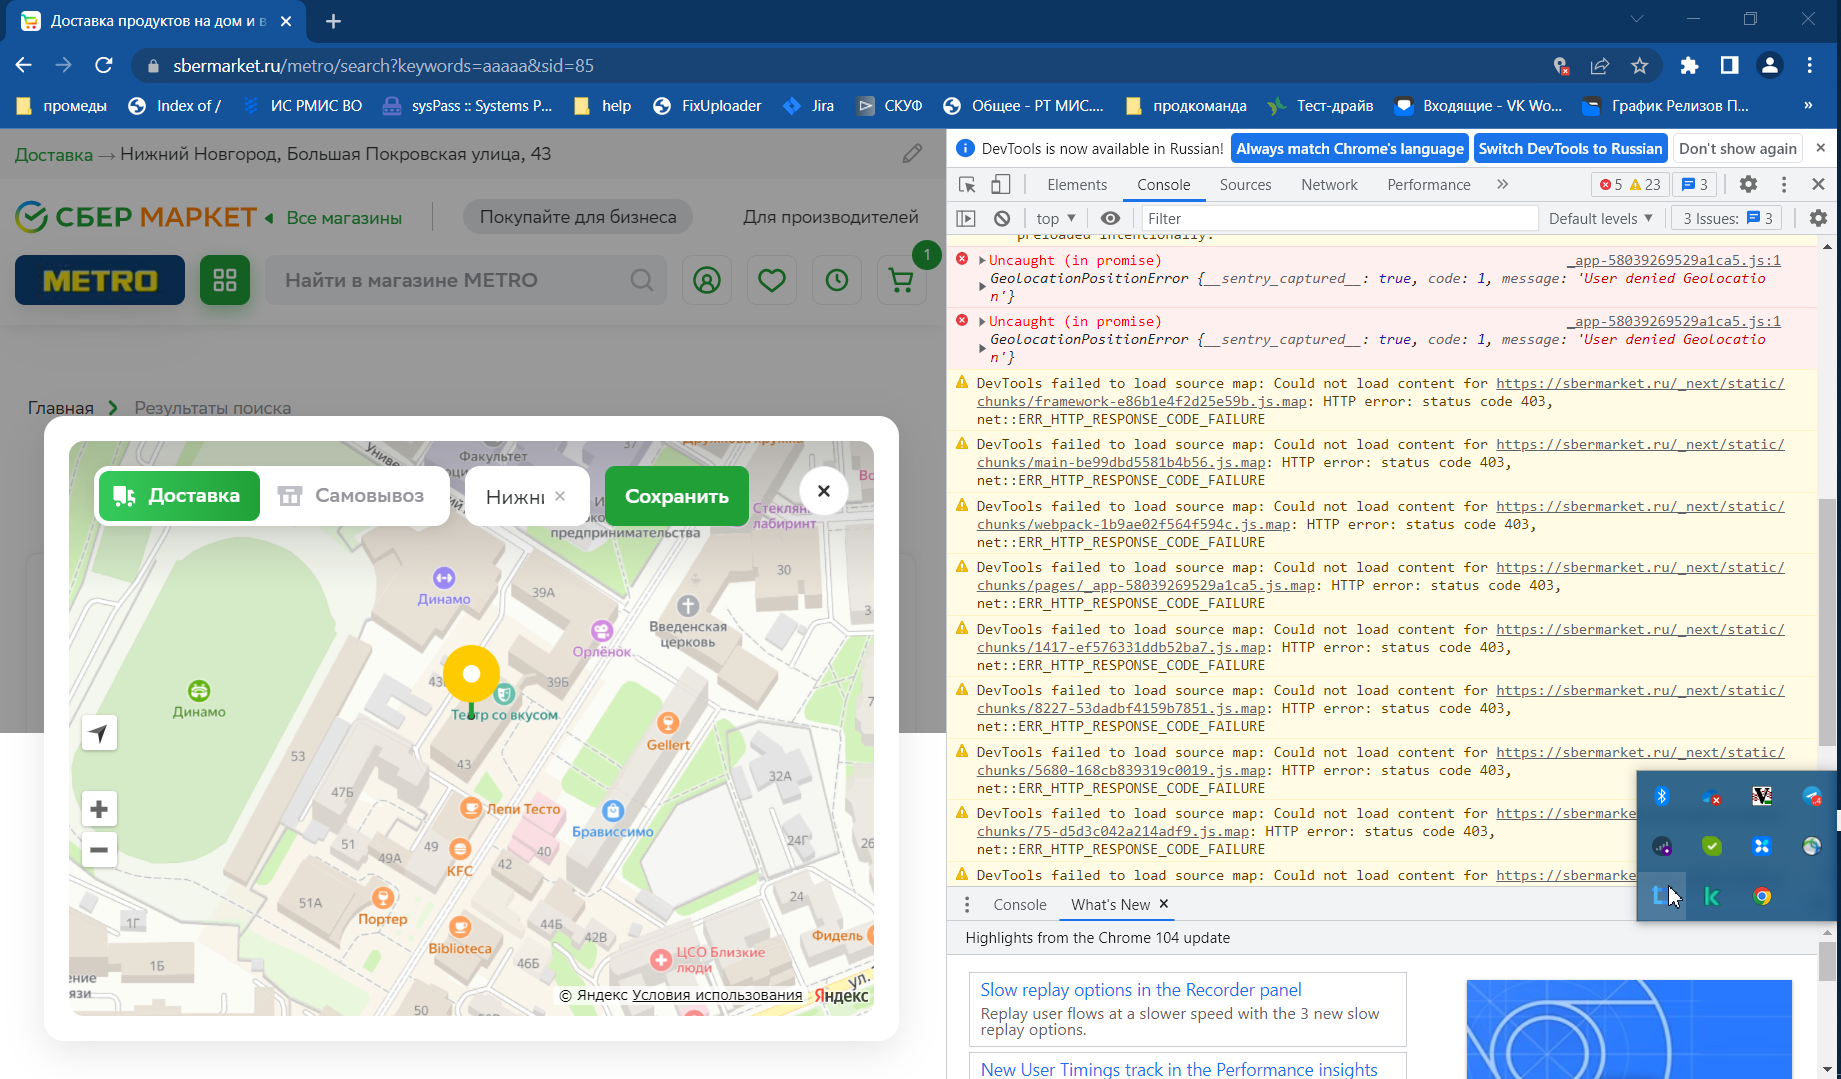 Доставка продуктов на дом и в
sbermarket.ru/metro/search?keywords=aaaaa&sid=85
промеды
Index of /
ИС РМИС ВО
sysPass :: Systems P...
help
FixUploader
Jira
СКУФ
Общее - РТ МИС....
продкоманда
Тест-драйв
Входящие - VK Wo...
График Релизов П...
»
Доставка → Нижний Новгород, Большая Покровская улица, 43
СБЕР МАРКЕТ
Все магазины
Покупайте для бизнеса
Для производителей
METRO
Найти в магазине METRO
1
Главная
Результаты поиска
Доставка
Самовывоз
Нижни
Сохранить
Факультет
предпринимательства
лабиринт
30
39А
Динамо
Введенская
церковь
Орлёнок
39Б
Динамо
Театр со вкусом
Gellert
53
43
32А
47Б
Лепи Тесто
Брависсимо
51
49А
49
40
24Г
26
42
KFC
51А
24
1Г
Портер
44Б
42В
Biblioteca
Фидель
ЦСО Близкие
люди
1Б
46Б
ул.
50
© Яндекс Условия использования
Яндекс
DevTools is now available in Russian!
Always match Chrome's language
Switch DevTools to Russian
Don't show again
Elements
Console
Sources
Network
Performance
»
5
23
3
top
Filter
Default levels
3 Issues:
3
preloaded intentionally.
Uncaught (in promise)
_app-58039269529a1ca5.js:1
GeolocationPositionError {__sentry_captured__: true, code: 1, message: 'User denied Geolocatio
n'}
Uncaught (in promise)
_app-58039269529a1ca5.js:1
GeolocationPositionError {__sentry_captured__: true, code: 1, message: 'User denied Geolocatio
n'}
DevTools failed to load source map: Could not load content for https://sbermarket.ru/_next/static/
chunks/framework-e86b1e4f2d25e59b.js.map: HTTP error: status code 403,
net::ERR_HTTP_RESPONSE_CODE_FAILURE
DevTools failed to load source map: Could not load content for https://sbermarket.ru/_next/static/
chunks/main-be99dbd5581b4b56.js.map: HTTP error: status code 403,
net::ERR_HTTP_RESPONSE_CODE_FAILURE
DevTools failed to load source map: Could not load content for https://sbermarket.ru/_next/static/
chunks/webpack-1b9ae02f564f594c.js.map: HTTP error: status code 403,
net::ERR_HTTP_RESPONSE_CODE_FAILURE
DevTools failed to load source map: Could not load content for https://sbermarket.ru/_next/static/
chunks/pages/_app-58039269529a1ca5.js.map: HTTP error: status code 403,
net::ERR_HTTP_RESPONSE_CODE_FAILURE
DevTools failed to load source map: Could not load content for https://sbermarket.ru/_next/static/
chunks/1417-ef576331ddb52ba7.js.map: HTTP error: status code 403,
net::ERR_HTTP_RESPONSE_CODE_FAILURE
DevTools failed to load source map: Could not load content for https://sbermarket.ru/_next/static/
chunks/8227-53dadbf4159b7851.js.map: HTTP error: status code 403,
net::ERR_HTTP_RESPONSE_CODE_FAILURE
DevTools failed to load source map: Could not load content for https://sbermarket.ru/_next/static/
chunks/5680-168cb839319c0019.js.map: HTTP error: status code 403,
net::ERR_HTTP_RESPONSE_CODE_FAILURE
DevTools failed to load source map: Could not load content for https://sbermarke
chunks/75-d5d3c042a214adf9.js.map: HTTP error: status code 403,
net::ERR_HTTP_RESPONSE_CODE_FAILURE
DevTools failed to load source map: Could not load content for https://sbermarke
Console
What's New
Highlights from the Chrome 104 update
Slow replay options in the Recorder panel
Replay user flows at a slower speed with the 3 new slow
replay options.
New User Timings track in the Performance insights